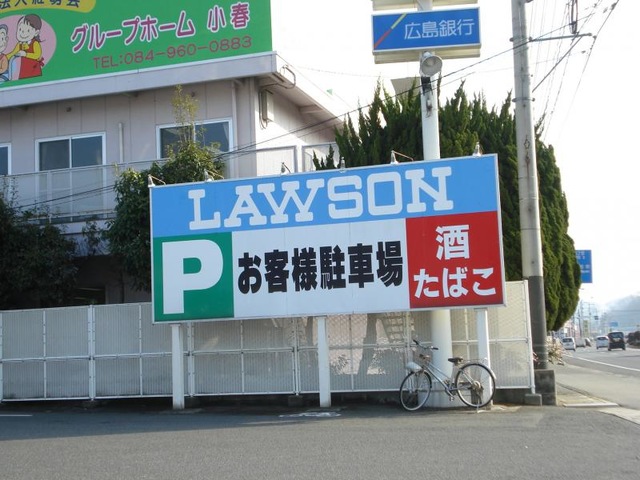 グループホーム 小春
TEL:084-960-0883
広島銀行
LAWSON
P
お客様駐車場
酒
たばこ